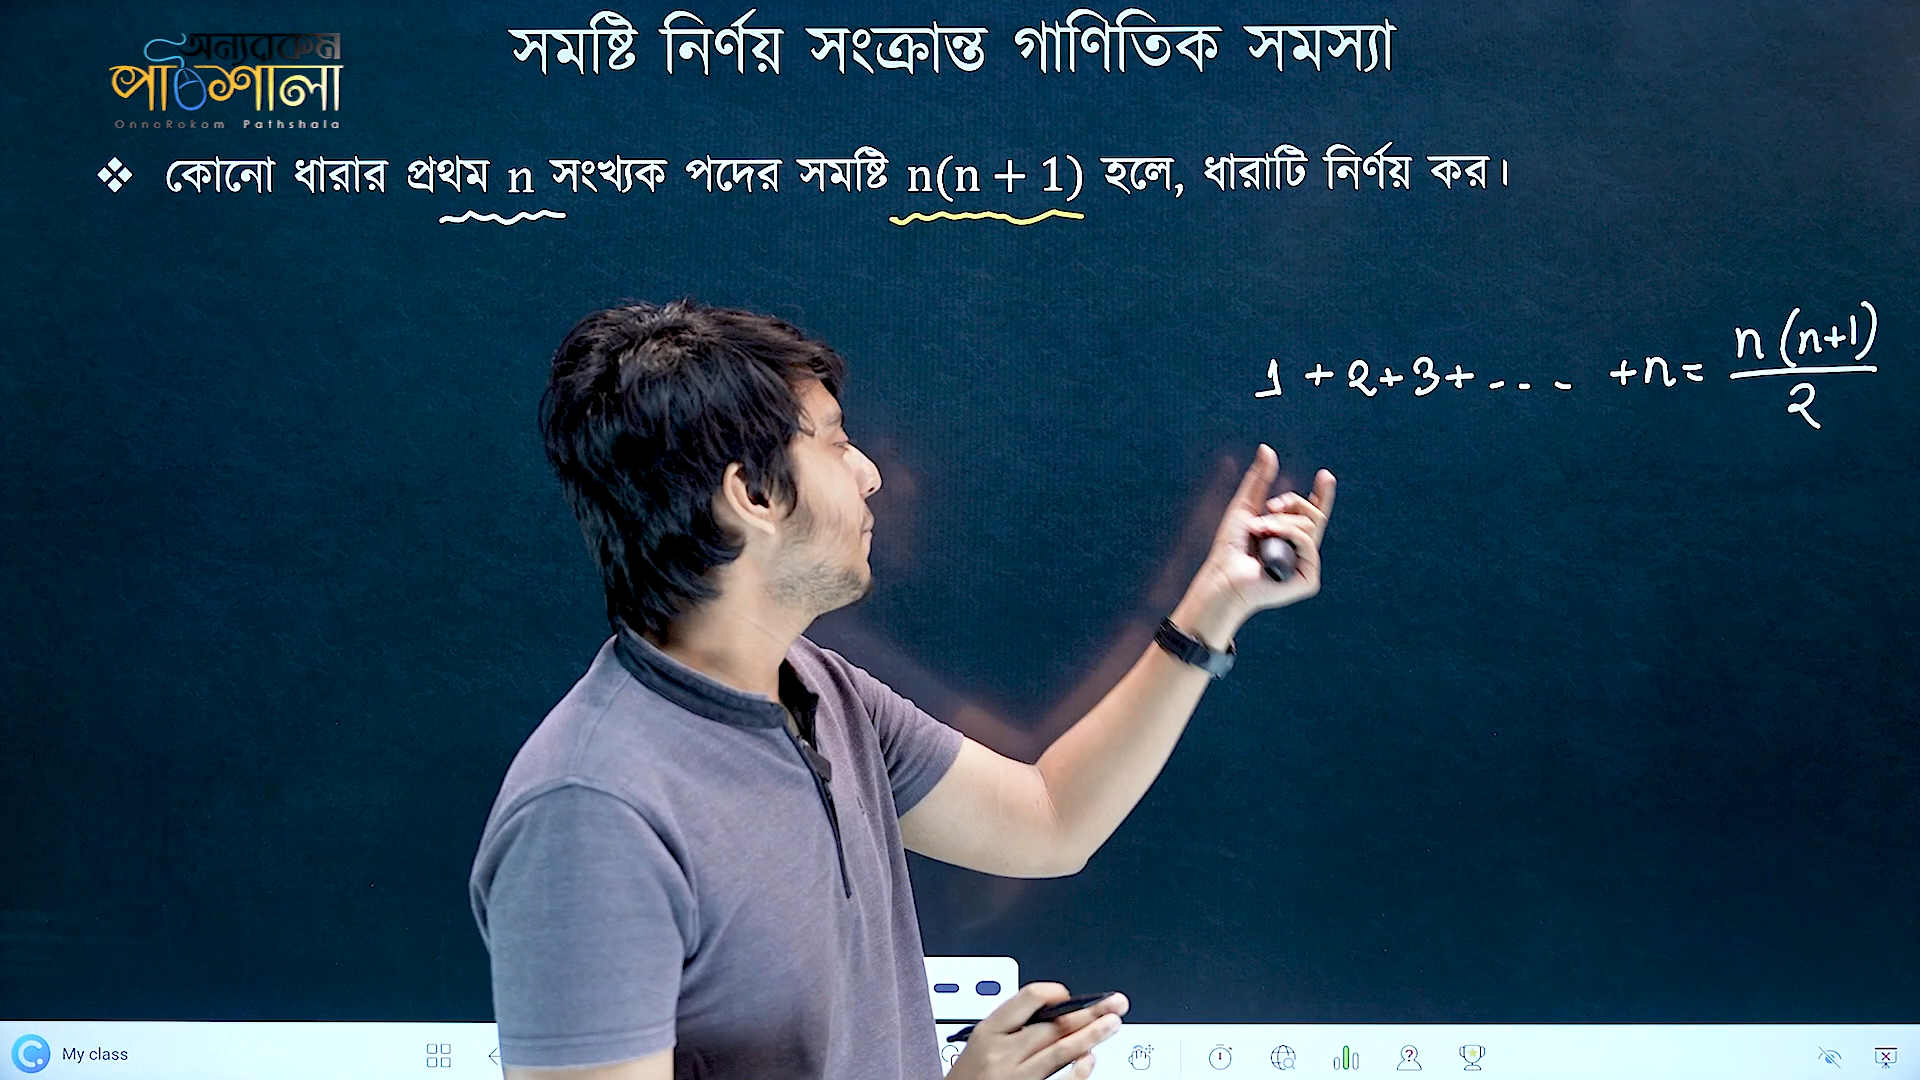 অন্যরকম
পাঠশালা
OnnoRokom Pathshala
সমষ্টি নির্ণয় সংক্রান্ত গাণিতিক সমস্যা
❖ কোনো ধারার প্রথম n সংখ্যক পদের সমষ্টি n(n + 1) হলে, ধারাটি নির্ণয় কর।
1 + 2 + 3 + - - - + n = n(n+1)/2
My class